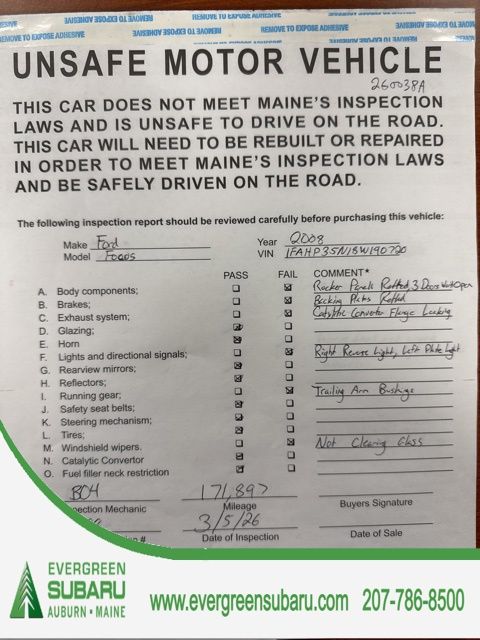 REMOVE TO EXPOSE ADHESIVE
UNSAFE MOTOR VEHICLE
260038A
THIS CAR DOES NOT MEET MAINE'S INSPECTION
LAWS AND IS UNSAFE TO DRIVE ON THE ROAD.
THIS CAR WILL NEED TO BE REBUILT OR REPAIRED
IN ORDER TO MEET MAINE'S INSPECTION LAWS
AND BE SAFELY DRIVEN ON THE ROAD.
The following inspection report should be reviewed carefully before purchasing this vehicle:
Make Ford Year 2008
Model Focus VIN 1FAHP35N18W190720
PASS FAIL COMMENT*
A. Body components; Rocker Panels Rotted, 3 Doors Wont Open
B. Brakes; Backing Plates Rotted
C. Exhaust system; Catalytic Convertor Flange Leaking
D. Glazing;
E. Horn
F. Lights and directional signals; Right Reverse Light, Left Plate Light
G. Rearview mirrors;
H. Reflectors;
I. Running gear; Trailing Arm Bushings
J. Safety seat belts;
K. Steering mechanism;
L. Tires;
M. Windshield wipers. Not Clearing Glass
N. Catalytic Convertor
O. Fuel filler neck restriction
171,897
pection Mechanic Mileage Buyers Signature
3/5/26
# Date of Inspection Date of Sale
EVERGREEN
SUBARU
AUBURN • MAINE
www.evergreensubaru.com 207-786-8500